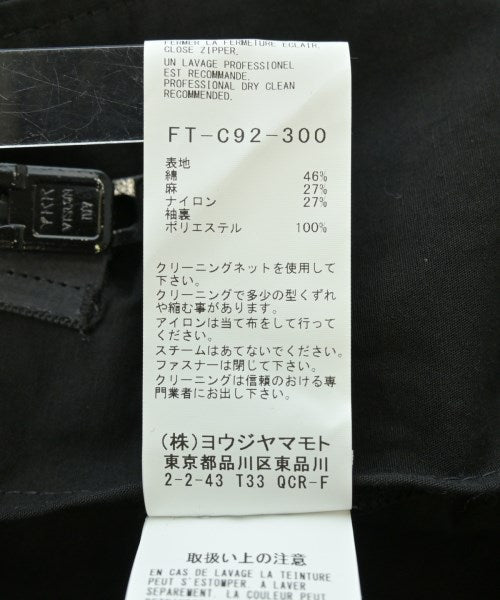 FERMER LA FERMETURE ECLAIR.
CLOSE ZIPPER.
UN LAVAGE PROFESSIONEL
EST RECOMMANDE.
PROFESSIONAL DRY CLEAN
RECOMMENDED.
FT-C92-300
表地
綿 46%
麻 27%
ナイロン 27%
袖裏
ポリエステル 100%
クリーニングネットを使用して
下さい。
クリーニングで多少の型くずれ
や縮む事があります。
アイロンは当て布をして行って
ください。
スチームはあてないでください。
ファスナーは閉じて下さい。
クリーニングは信頼のおける専
門業者にお出し下さい。
(株)ヨウジヤマモト
東京都品川区東品川
2-2-43 T33 QCR-F
取扱い上の注意
EN CAS DE LAVAGE LA TEINTURE
PEUT S'ESTOMPER. A LAVER
SEPAREMENT. LA COULEUR PEUT
YKK
VISLON